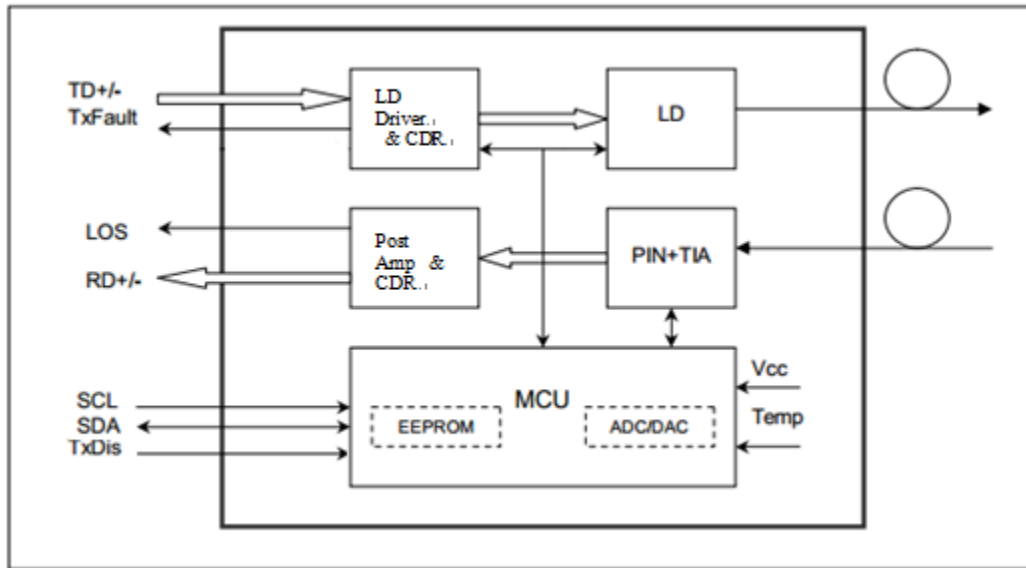 TD+/-
TxFault
LD
Driver.
& CDR.
LD
LOS
RD+/-
Post
Amp & 
CDR.
PIN+TIA
SCL
SDA
TxDis
MCU
EEPROM
ADC/DAC
Vcc
Temp